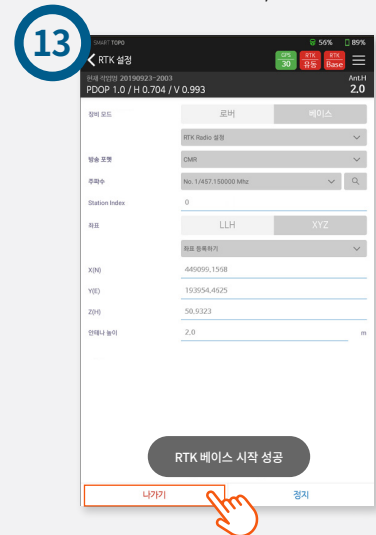 13
SMART TOPO 56% 89%
RTK 설정 GPS 30 RTK 유동 RTK Base
현재 작업명 20190923-2003 Ant.H
PDOP 1.0 / H 0.704 / V 0.993 2.0
장비 모드 로버 베이스
RTK Radio 설정
방송 포맷 CMR
주파수 No. 1/457.150000 Mhz
Station Index 0
좌표 LLH XYZ
좌표 등록하기
X(N) 449099.1568
Y(E) 193954.4625
Z(H) 50.9323
안테나 높이 2.0 m
RTK 베이스 시작 성공
나가기 정지